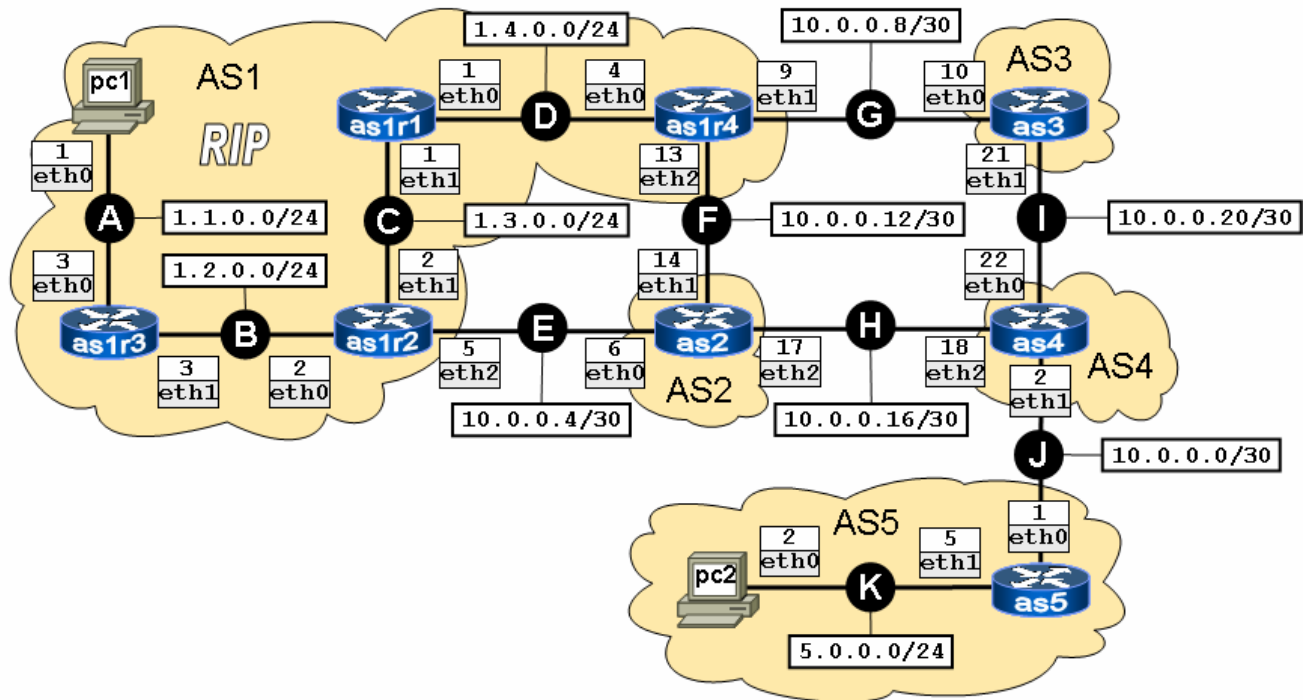 1.4.0.0/24
10.0.0.8/30
pc1
AS1
RIP
1
eth0
4
eth0
9
eth1
10
eth0
AS3
as1r1
D
as1r4
G
as3
1
eth0
1
eth1
13
eth2
21
eth1
A
1.1.0.0/24
C
1.3.0.0/24
F
10.0.0.12/30
I
10.0.0.20/30
3
eth0
1.2.0.0/24
2
eth1
14
eth1
22
eth0
as1r3
B
as1r2
E
as2
H
as4
3
eth1
2
eth0
5
eth2
6
eth0
AS2
17
eth2
18
eth2
2
eth1
AS4
10.0.0.4/30
10.0.0.16/30
J
10.0.0.0/30
AS5
2
eth0
5
eth1
1
eth0
pc2
K
as5
5.0.0.0/24